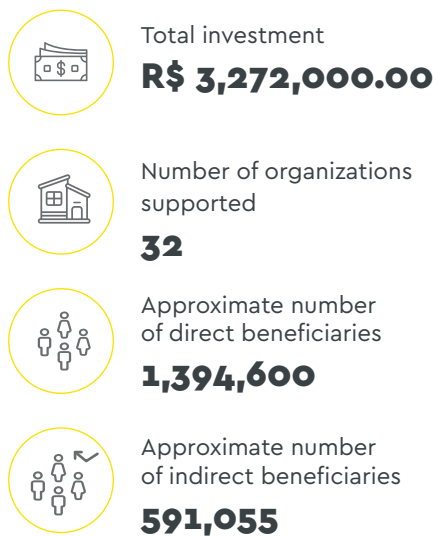 Total investment
R$ 3,272,000.00
$
Number of organizations
supported
32
Approximate number
of direct beneficiaries
1,394,600
Approximate number
of indirect beneficiaries
591,055